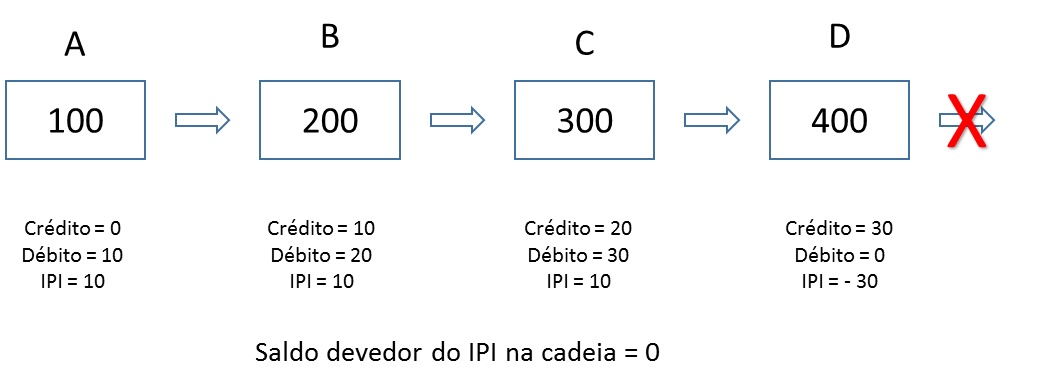 A
B
C
D
100
200
300
400
X
Crédito = 0
Débito = 10
IPI = 10
Crédito = 10
Débito = 20
IPI = 10
Crédito = 20
Débito = 30
IPI = 10
Crédito = 30
Débito = 0
IPI = - 30
Saldo devedor do IPI na cadeia = 0